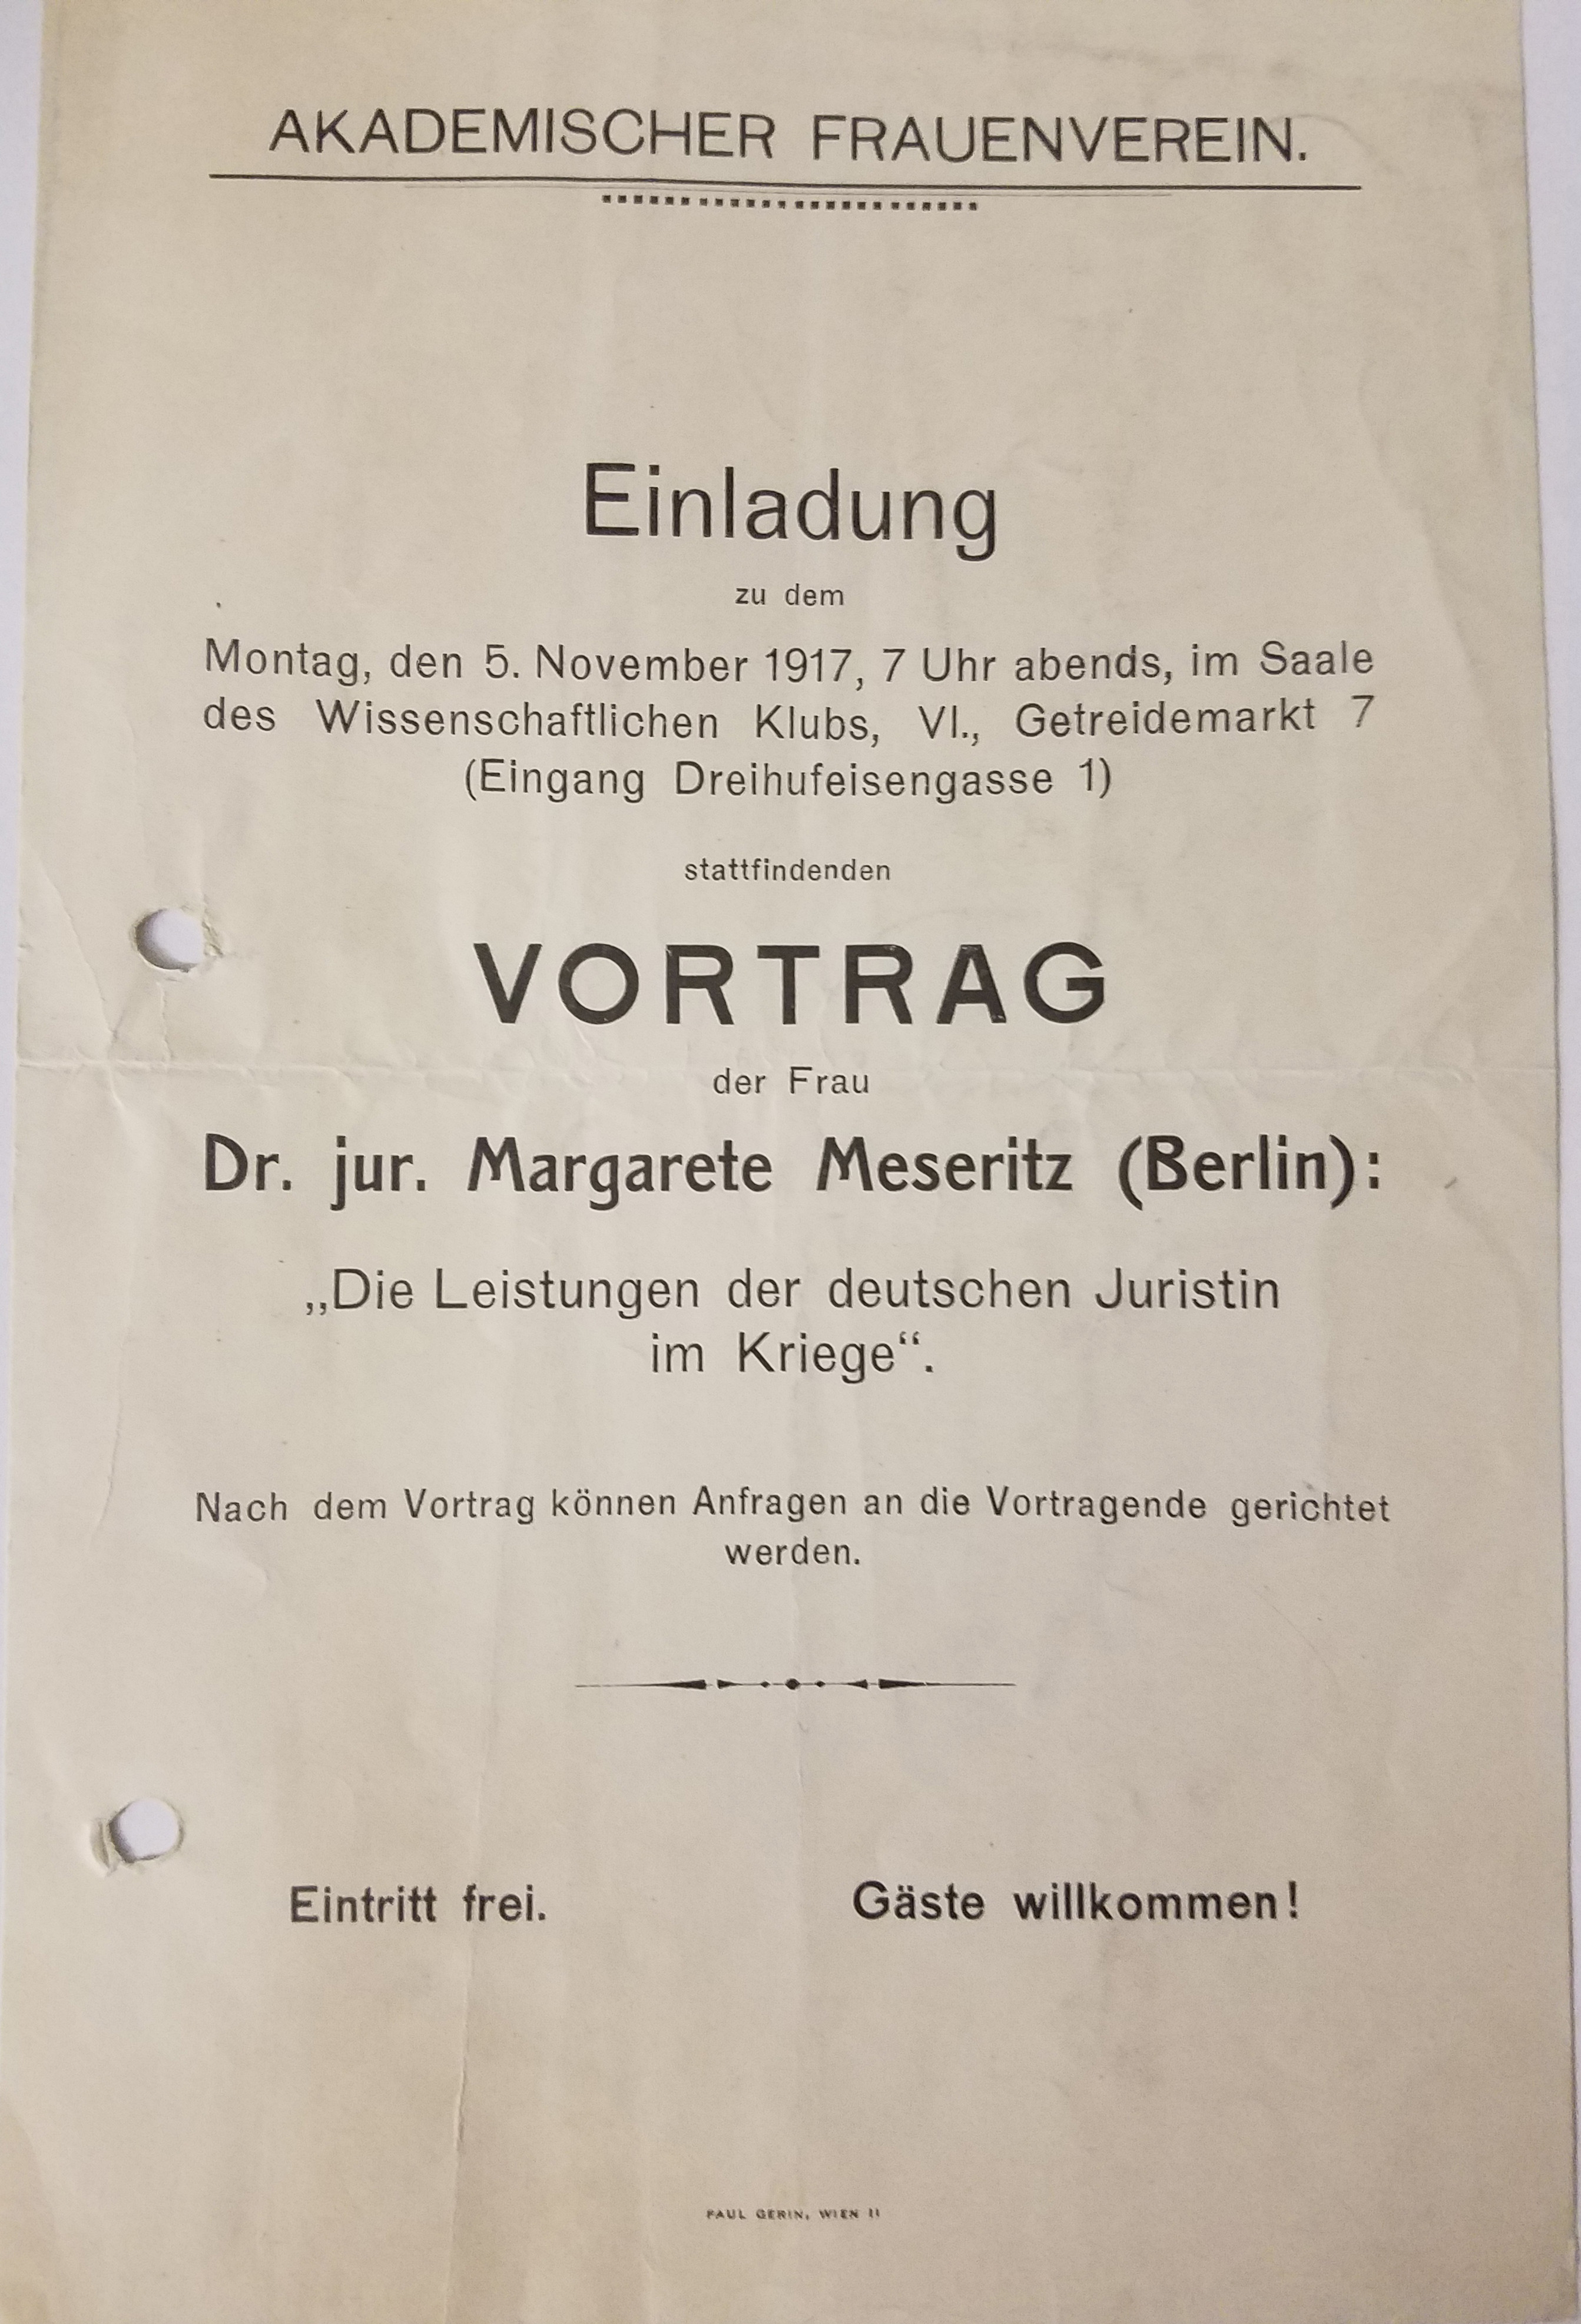 AKADEMISCHER FRAUENVEREIN.
Einladung
zu dem
Montag, den 5. November 1917, 7 Uhr abends, im Saale
des Wissenschaftlichen Klubs, VI., Getreidemarkt 7
(Eingang Dreihufeisengasse 1)
stattfindenden
VORTRAG
der Frau
Dr. jur. Margarete Meseritz (Berlin):
„Die Leistungen der deutschen Juristin
im Kriege“.
Nach dem Vortrag können Anfragen an die Vortragende gerichtet
werden.
Eintritt frei. Gäste willkommen!
PAUL GERIN, WIEN II